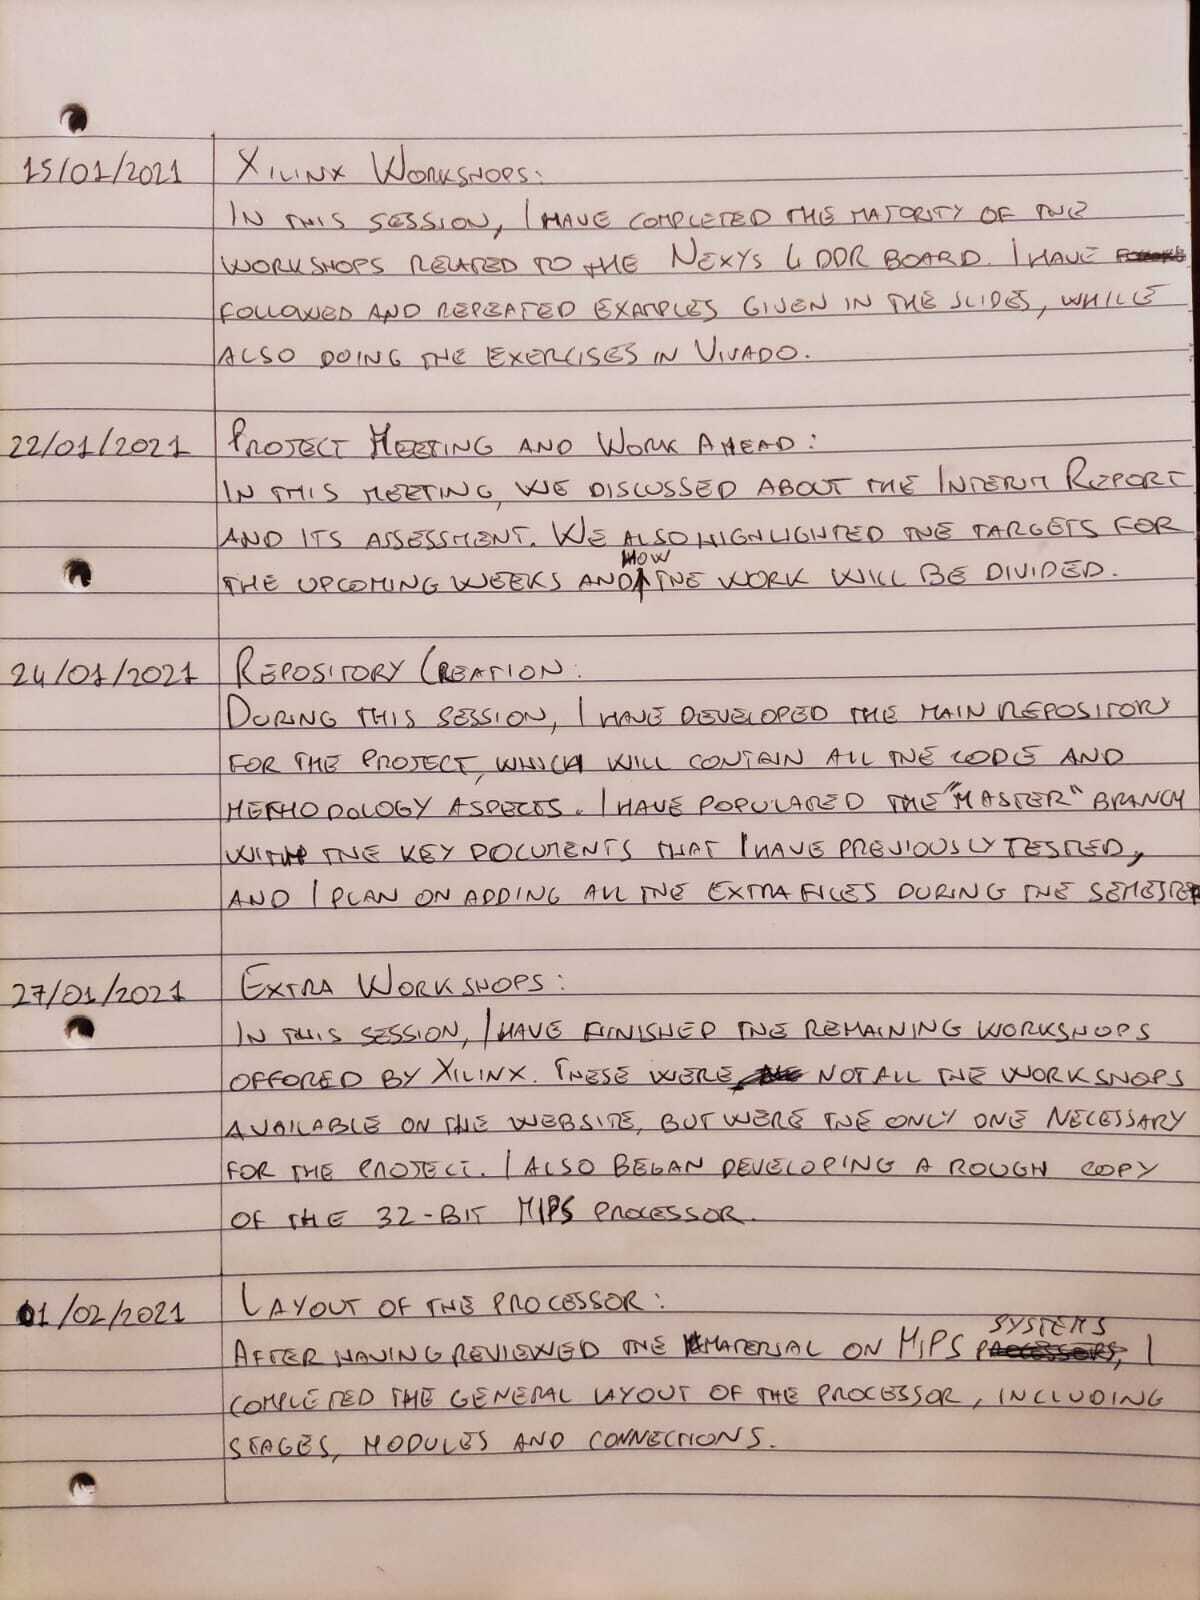 15/01/2021 XILINX WORKSHOPS:
IN THIS SESSION, I HAVE COMPLETED THE MAJORITY OF THE
WORKSHOPS RELATED TO THE NEXYS 4 DDR BOARD. I HAVE
FOLLOWED AND REPEATED EXAMPLES GIVEN IN THE SLIDES, WHILE
ALSO DOING THE EXERCISES IN VIVADO.
22/01/2021 PROJECT MEETING AND WORK AHEAD:
IN THIS MEETING, WE DISCUSSED ABOUT THE INTERIM REPORT
AND ITS ASSESSMENT. WE ALSO HIGHLIGHTED THE TARGETS FOR
THE UPCOMING WEEKS AND HOW THE WORK WILL BE DIVIDED.
24/01/2021 REPOSITORY CREATION:
DURING THIS SESSION, I HAVE DEVELOPED THE MAIN REPOSITORY
FOR THE PROJECT, WHICH WILL CONTAIN ALL THE CODE AND
METHODOLOGY ASPECTS. I HAVE POPULATED THE "MASTER" BRANCH
WITH THE KEY DOCUMENTS THAT I HAVE PREVIOUSLY TESTED,
AND I PLAN ON ADDING ALL THE EXTRA FILES DURING THE SEMESTER
27/01/2021 EXTRA WORKSHOPS:
IN THIS SESSION, I HAVE FINISHED THE REMAINING WORKSHOPS
OFFORED BY XILINX. THESE WERE NOT ALL THE WORKSHOPS
AVAILABLE ON THE WEBSITE, BUT WERE THE ONLY ONE NECESSARY
FOR THE PROJECT. I ALSO BEGAN DEVELOPING A ROUGH COPY
OF THE 32-BIT MIPS PROCESSOR.
01/02/2021 LAYOUT OF THE PROCESSOR:
AFTER HAVING REVIEWED THE MATERIAL ON MIPS SYSTEMS, I
COMPLETED THE GENERAL LAYOUT OF THE PROCESSOR, INCLUDING
STAGES, MODULES AND CONNECTIONS.